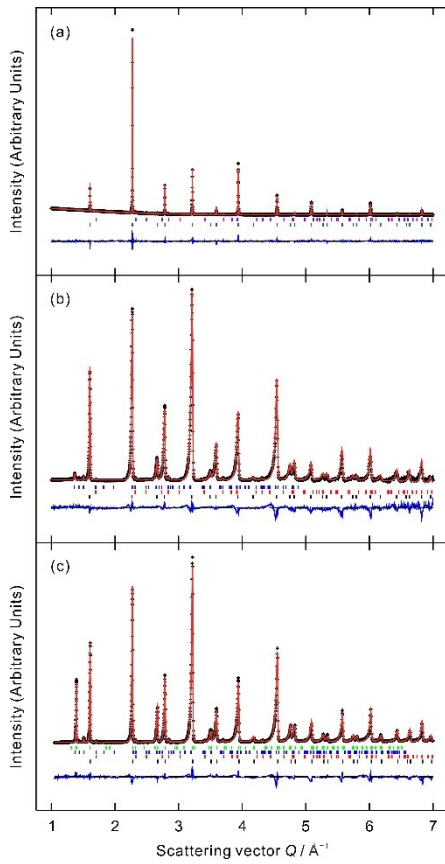 (a)
Intensity (Arbitrary Units)
(b)
Intensity (Arbitrary Units)
(c)
Intensity (Arbitrary Units)
1 2 3 4 5 6 7
Scattering vector Q / Å⁻¹